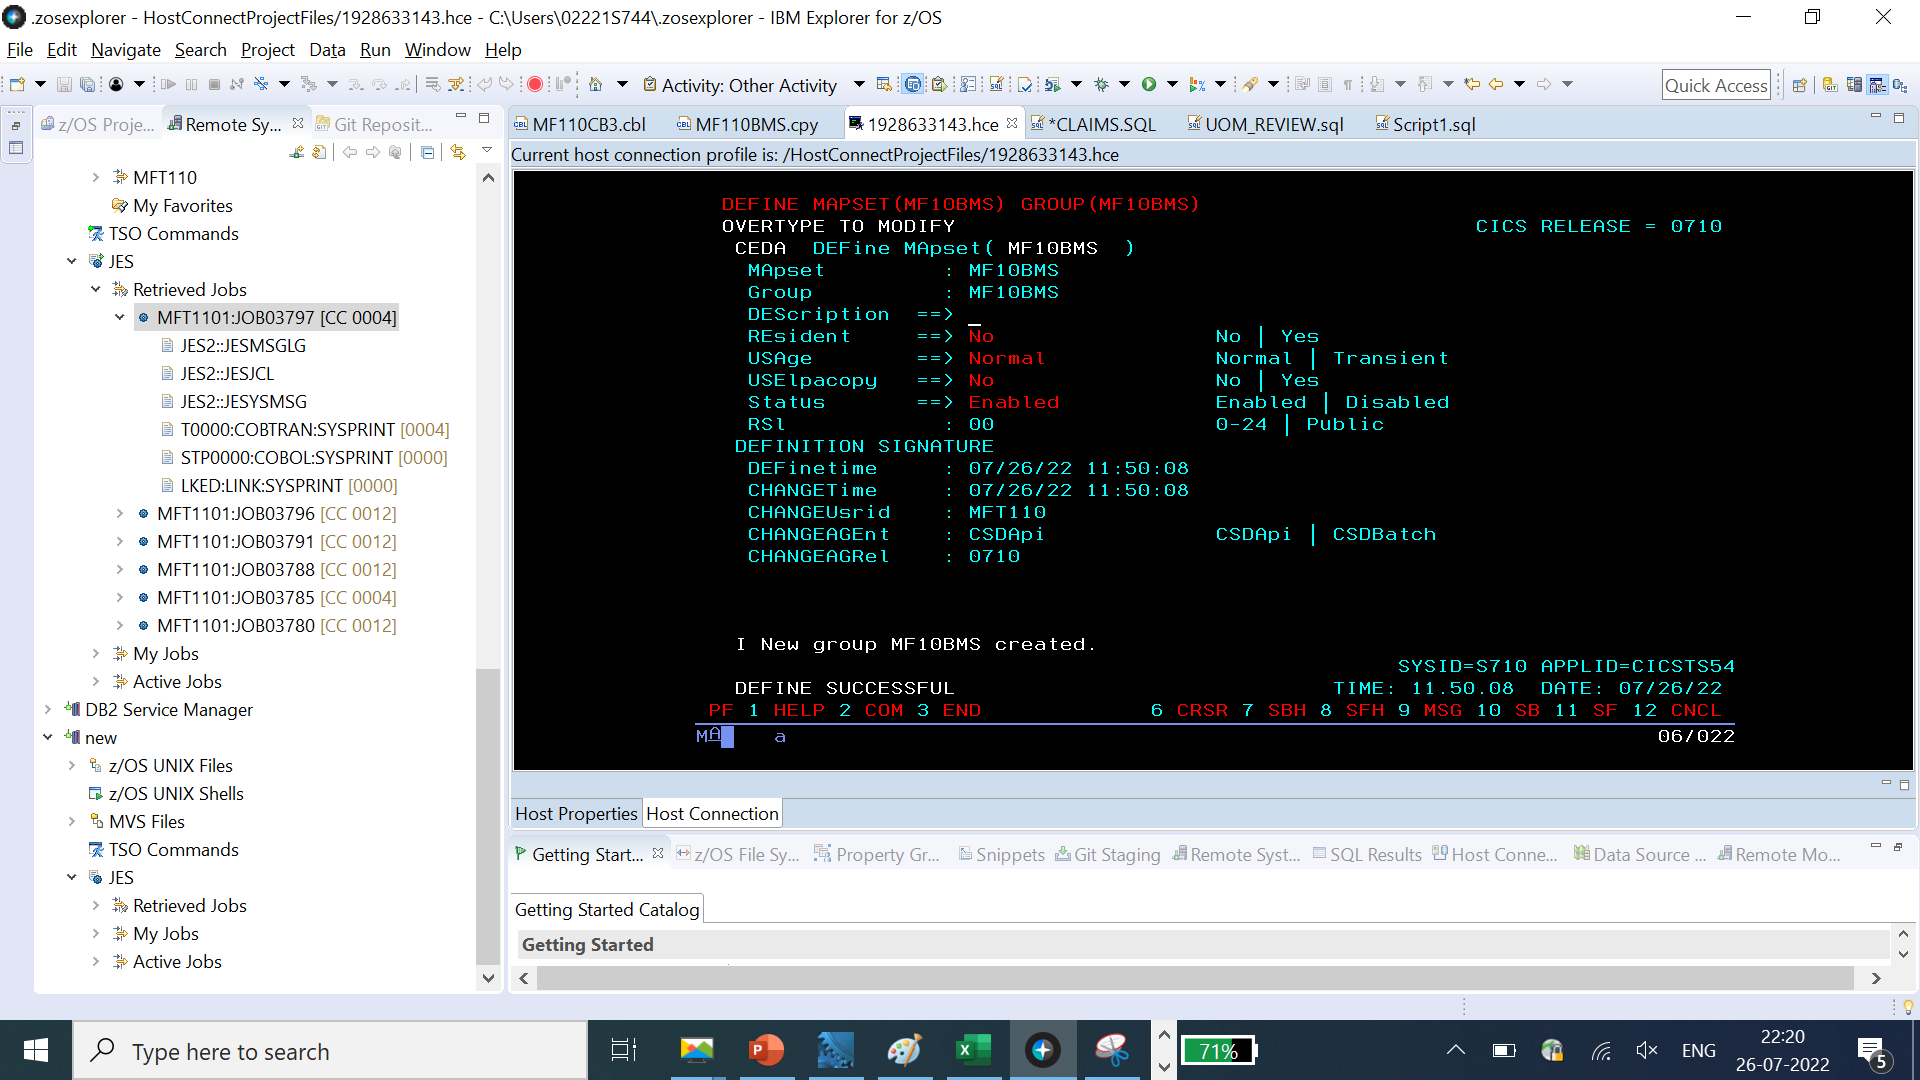 .zosexplorer - HostConnectProjectFiles/1928633143.hce - C:\Users\02221S744\.zosexplorer - IBM Explorer for z/OS
File Edit Navigate Search Project Data Run Window Help
Activity: Other Activity
Quick Access
z/OS Proje... Remote Sy... Git Reposit...
MFT110
My Favorites
TSO Commands
JES
Retrieved Jobs
MFT1101:JOB03797 [CC 0004]
JES2::JESMSGLG
JES2::JESJCL
JES2::JESYSMSG
T0000:COBTRAN:SYSPRINT [0004]
STP0000:COBOL:SYSPRINT [0000]
LKED:LINK:SYSPRINT [0000]
MFT1101:JOB03796 [CC 0012]
MFT1101:JOB03791 [CC 0012]
MFT1101:JOB03788 [CC 0012]
MFT1101:JOB03785 [CC 0004]
MFT1101:JOB03780 [CC 0012]
My Jobs
Active Jobs
DB2 Service Manager
new
z/OS UNIX Files
z/OS UNIX Shells
MVS Files
TSO Commands
JES
Retrieved Jobs
My Jobs
Active Jobs
MF110CB3.cbl MF110BMS.cpy 1928633143.hce *CLAIMS.SQL UOM_REVIEW.sql Script1.sql
Current host connection profile is: /HostConnectProjectFiles/1928633143.hce
DEFINE MAPSET(MF10BMS) GROUP(MF10BMS)
OVERTYPE TO MODIFY CICS RELEASE = 0710
CEDA DEFine MApset( MF10BMS )
MApset : MF10BMS
Group : MF10BMS
DEScription ==> _
REsident ==> No No | Yes
USAge ==> Normal Normal | Transient
USElpacopy ==> No No | Yes
Status ==> Enabled Enabled | Disabled
RSl : 00 0-24 | Public
DEFINITION SIGNATURE
DEFinetime : 07/26/22 11:50:08
CHANGETime : 07/26/22 11:50:08
CHANGEUsrid : MFT110
CHANGEAGEnt : CSDApi CSDApi | CSDBatch
CHANGEAGRel : 0710
I New group MF10BMS created.
SYSID=S710 APPLID=CICSTS54
DEFINE SUCCESSFUL TIME: 11.50.08 DATE: 07/26/22
PF 1 HELP 2 COM 3 END 6 CRSR 7 SBH 8 SFH 9 MSG 10 SB 11 SF 12 CNCL
MA a 06/022
Host Properties Host Connection
Getting Start... z/OS File Sy... Property Gr... Snippets Git Staging Remote Syst... SQL Results Host Conne... Data Source ... Remote Mo...
Getting Started Catalog
Getting Started
Type here to search
71%
ENG
22:20
26-07-2022
5